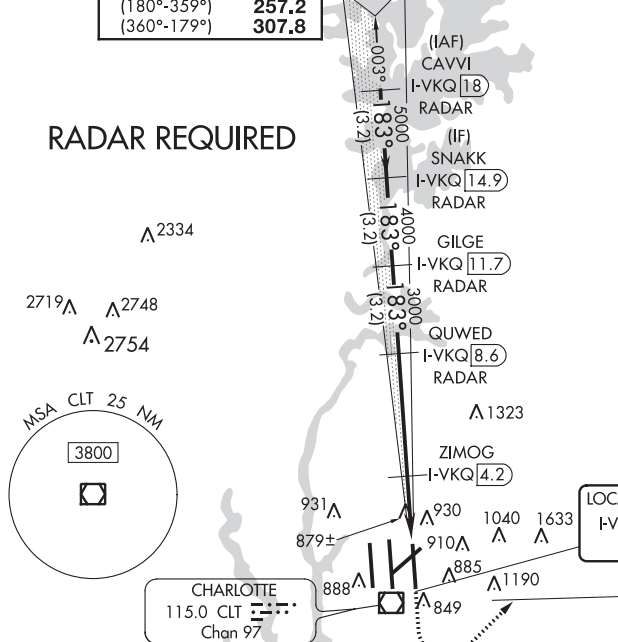 (180°-359°) 257.2
(360°-179°) 307.8
003°
(IAF)
CAVVI
I-VKQ 18
RADAR
5000
183°
(3.2)
RADAR REQUIRED
(IF)
SNAKK
I-VKQ 14.9
RADAR
2334
4000
183°
(3.2)
GILGE
I-VKQ 11.7
RADAR
2719
2748
2754
3000
183°
(3.2)
QUWED
I-VKQ 8.6
RADAR
MSA CLT 25 NM
3800
1323
ZIMOG
I-VKQ 4.2
931
930
879±
910
1040
1633
LOC
I-V
888
885
1190
849
CHARLOTTE
115.0 CLT
Chan 97